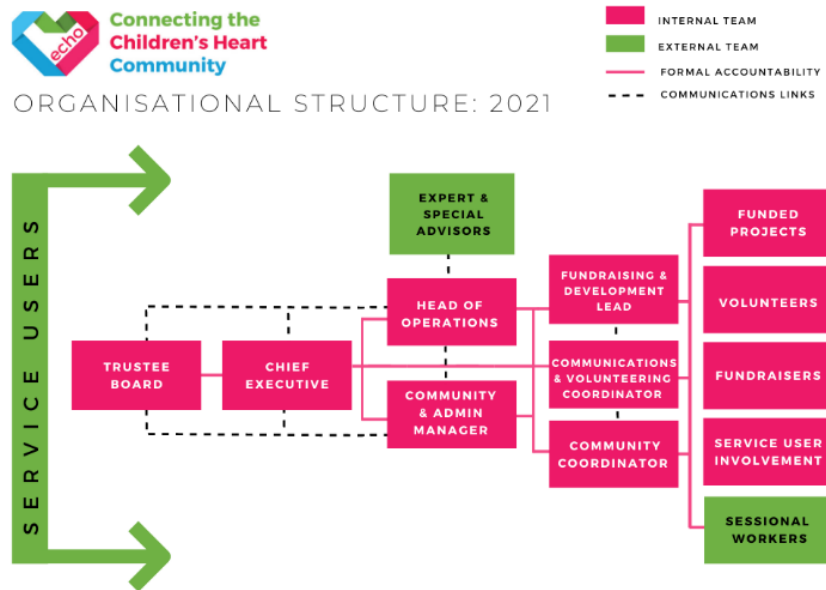 echo
Connecting the
Children's Heart
Community
ORGANISATIONAL STRUCTURE: 2021
INTERNAL TEAM
EXTERNAL TEAM
FORMAL ACCOUNTABILITY
COMMUNICATIONS LINKS
SERVICE USERS
TRUSTEE
BOARD
CHIEF
EXECUTIVE
EXPERT &
SPECIAL
ADVISORS
HEAD OF
OPERATIONS
COMMUNITY
& ADMIN
MANAGER
FUNDRAISING &
DEVELOPMENT
LEAD
COMMUNICATIONS
& VOLUNTEERING
COORDINATOR
COMMUNITY
COORDINATOR
FUNDED
PROJECTS
VOLUNTEERS
FUNDRAISERS
SERVICE USER
INVOLVEMENT
SESSIONAL
WORKERS